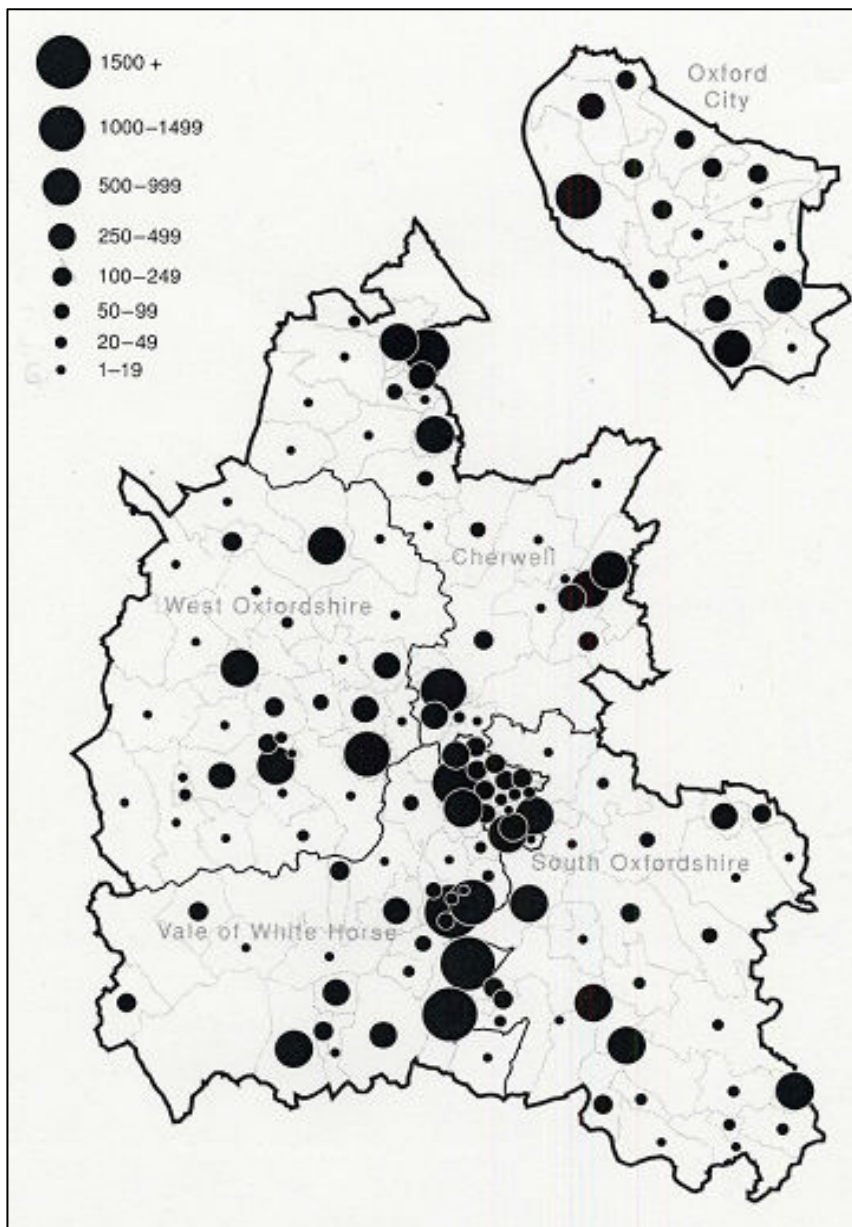 1500 +
1000–1499
500–999
250–499
100–249
50–99
20–49
1–19
Oxford
City
Cherwell
West Oxfordshire
South Oxfordshire
Vale of White Horse